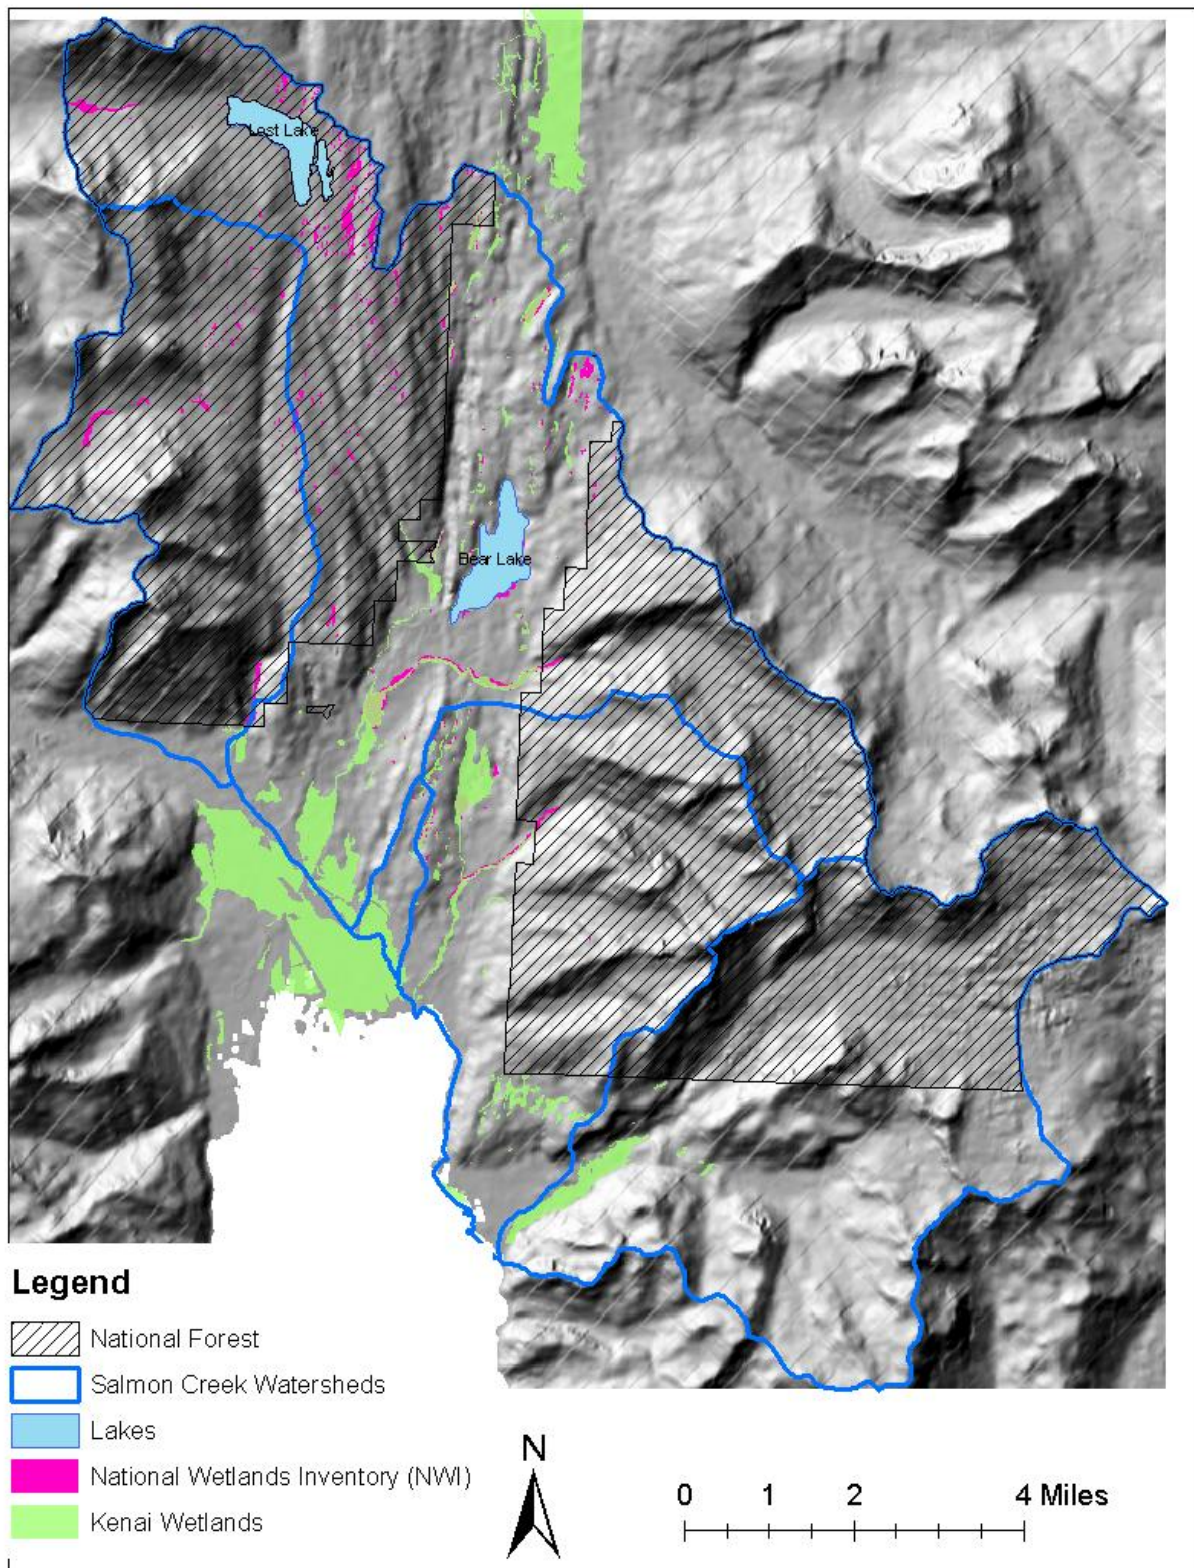 Lost Lake
Bear Lake
Legend
National Forest
Salmon Creek Watersheds
Lakes
National Wetlands Inventory (NWI)
Kenai Wetlands
N
0 1 2 4 Miles